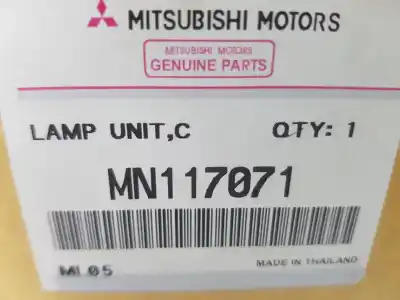 MITSUBISHI MOTORS
MITSUBISHI MOTORS
GENUINE PARTS
LAMP UNIT,C QTY: 1
MN117071
ML05 MADE IN THAILAND